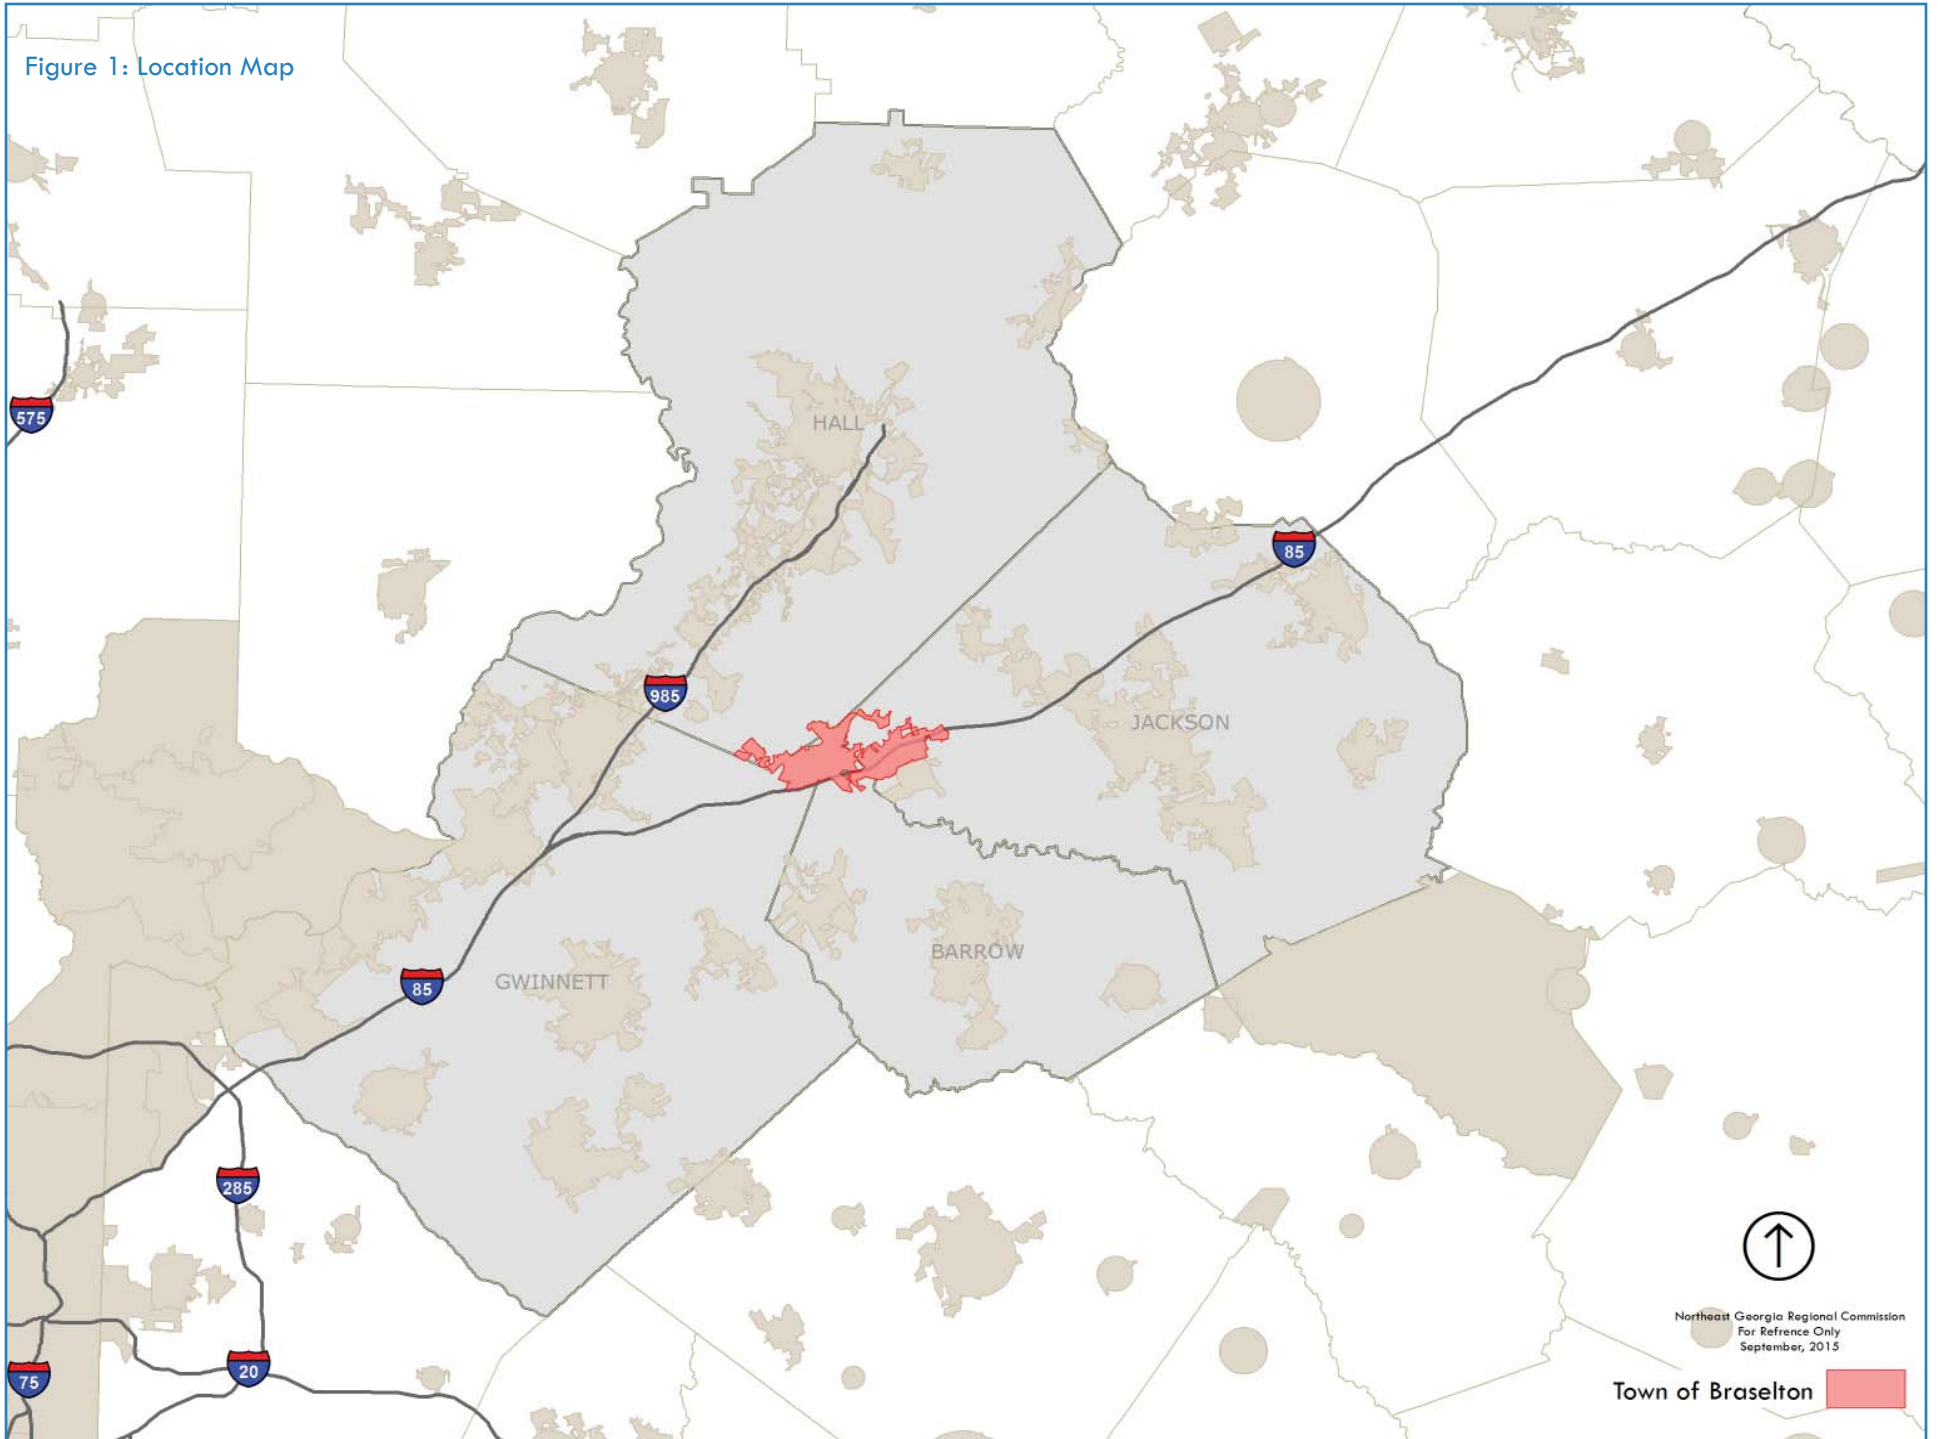 Figure 1: Location Map
575
HALL
85
985
JACKSON
BARROW
GWINNETT
85
285
20
75
Northeast Georgia Regional Commission
For Refrence Only
September, 2015
Town of Braselton